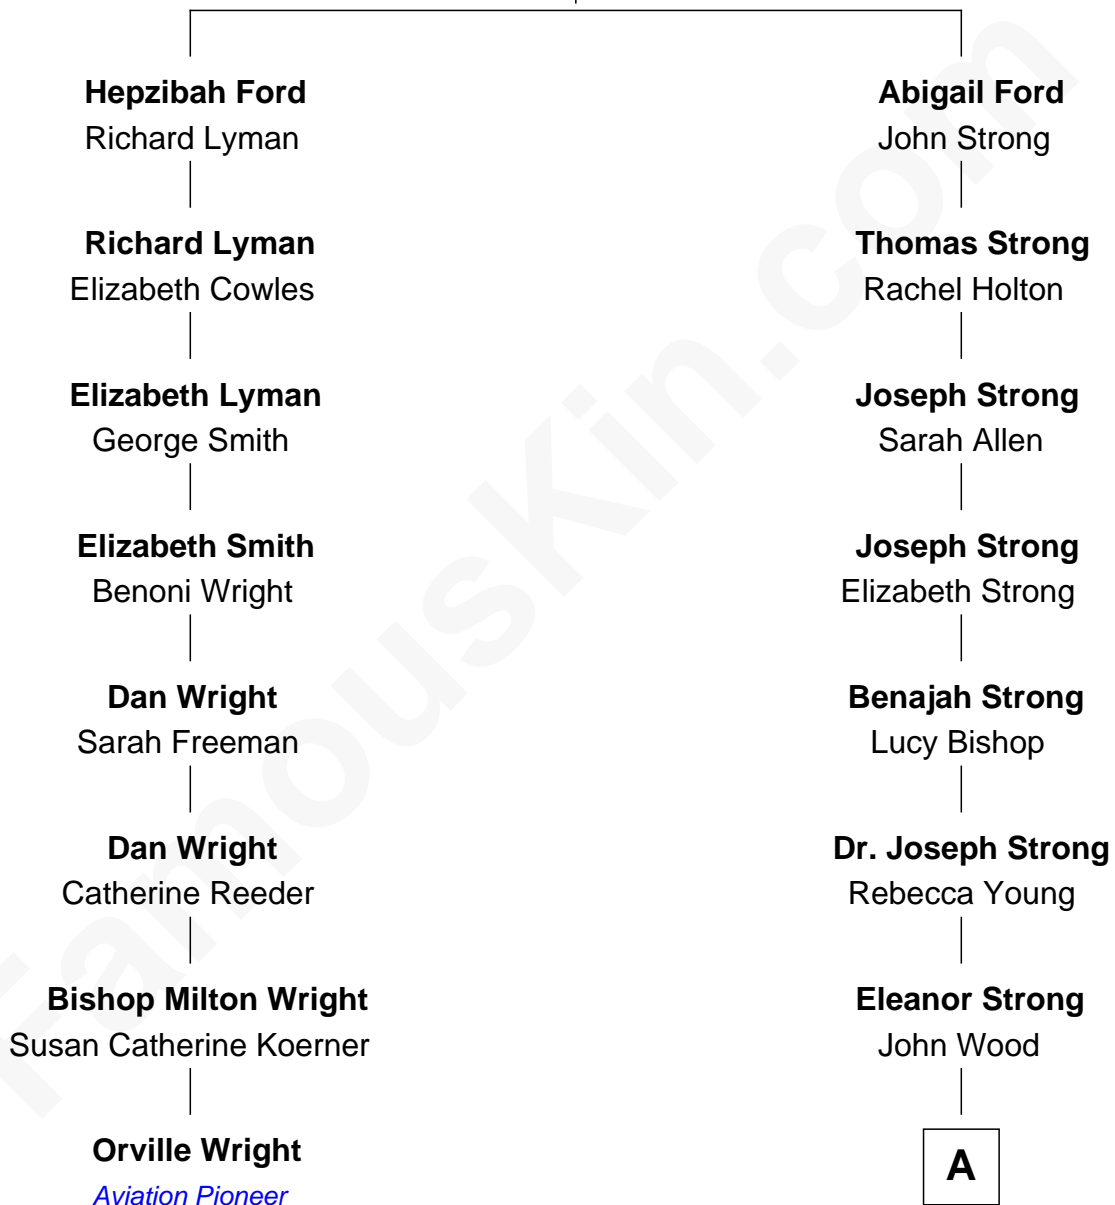 Hepzibah Ford
Richard Lyman
Richard Lyman
Elizabeth Cowles
Elizabeth Lyman
George Smith
Elizabeth Smith
Benoni Wright
Dan Wright
Sarah Freeman
Dan Wright
Catherine Reeder
Bishop Milton Wright
Susan Catherine Koerner
Orville Wright
Aviation Pioneer
Abigail Ford
John Strong
Thomas Strong
Rachel Holton
Joseph Strong
Sarah Allen
Joseph Strong
Elizabeth Strong
Benajah Strong
Lucy Bishop
Dr. Joseph Strong
Rebecca Young
Eleanor Strong
John Wood
A
FamousKin.com